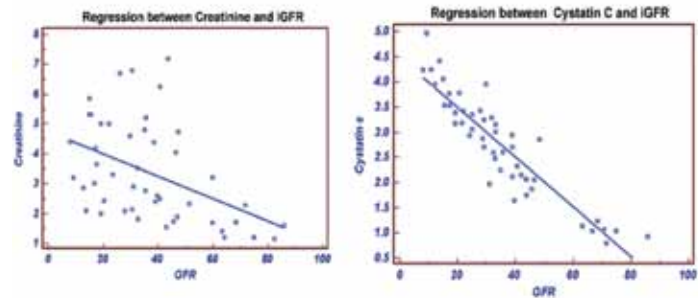 Regression between Creatinine and iGFR
8
7
6
5
4
3
2
1
Creatinine
0 20 40 60 80 100
GFR
Regression between Cystatin C and iGFR
5.0
4.5
4.0
3.5
3.0
2.5
2.0
1.5
1.0
0.5
Cystatin c
0 20 40 60 80 100
GFR